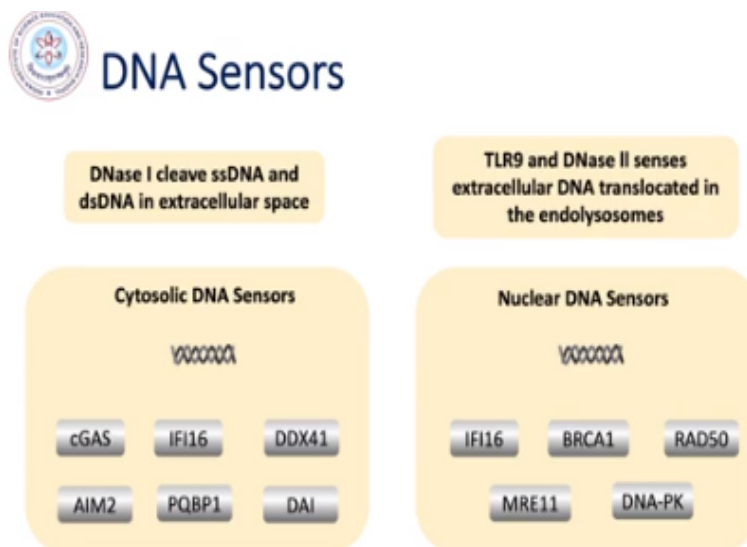 DNA Sensors
DNase I cleave ssDNA and
dsDNA in extracellular space
TLR9 and DNase II senses
extracellular DNA translocated in
the endolysosomes
Cytosolic DNA Sensors
cGAS
IFI16
DDX41
AIM2
PQBP1
DAI
Nuclear DNA Sensors
IFI16
BRCA1
RAD50
MRE11
DNA-PK